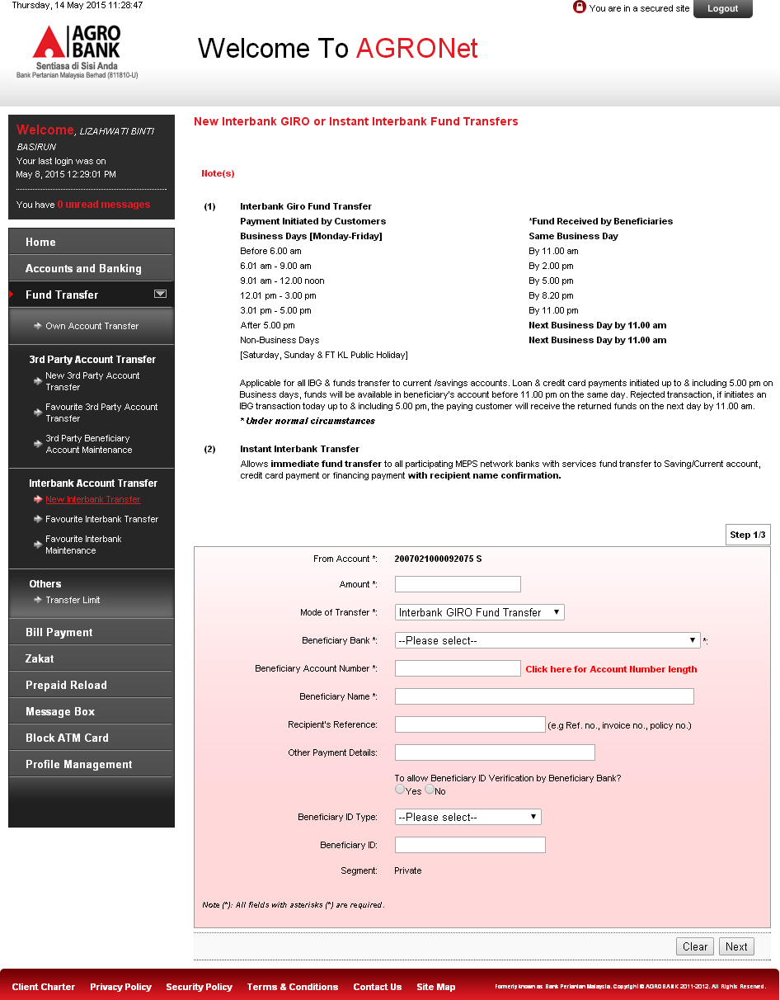 Thursday, 14 May 2015 11:28:47
You are in a secured site
Logout
AGRO
BANK
Sentiasa di Sisi Anda
Bank Pertanian Malaysia Berhad (811810-U)
Welcome To AGRONet
Welcome, LIZAHWATI BINTI
BASIRUN
Your last login was on
May 8, 2015 12:29:01 PM
You have 0 unread messages
Home
Accounts and Banking
Fund Transfer
Own Account Transfer
3rd Party Account Transfer
New 3rd Party Account
Transfer
Favourite 3rd Party Account
Transfer
3rd Party Beneficiary
Account Maintenance
Interbank Account Transfer
New Interbank Transfer
Favourite Interbank Transfer
Favourite Interbank
Maintenance
Others
Transfer Limit
Bill Payment
Zakat
Prepaid Reload
Message Box
Block ATM Card
Profile Management
New Interbank GIRO or Instant Interbank Fund Transfers
Note(s)
(1) Interbank Giro Fund Transfer
Payment Initiated by Customers *Fund Received by Beneficiaries
Business Days [Monday-Friday] Same Business Day
Before 6.00 am By 11.00 am
6.01 am - 9.00 am By 2.00 pm
9.01 am - 12.00 noon By 5.00 pm
12.01 pm - 3.00 pm By 8.20 pm
3.01 pm - 5.00 pm By 11.00 pm
After 5.00 pm Next Business Day by 11.00 am
Non-Business Days Next Business Day by 11.00 am
[Saturday, Sunday & FT KL Public Holiday]
Applicable for all IBG & funds transfer to current /savings accounts. Loan & credit card payments initiated up to & including 5.00 pm on
Business days, funds will be available in beneficiary's account before 11.00 pm on the same day. Rejected transaction, if initiates an
IBG transaction today up to & including 5.00 pm, the paying customer will receive the returned funds on the next day by 11.00 am.
* Under normal circumstances
(2) Instant Interbank Transfer
Allows immediate fund transfer to all participating MEPS network banks with services fund transfer to Saving/Current account,
credit card payment or financing payment with recipient name confirmation.
Step 1/3
From Account *: 2007021000092075 S
Amount *:
Mode of Transfer *: Interbank GIRO Fund Transfer
Beneficiary Bank *: --Please select-- *:
Beneficiary Account Number *: Click here for Account Number length
Beneficiary Name *:
Recipient's Reference: (e.g Ref. no., invoice no., policy no.)
Other Payment Details:
To allow Beneficiary ID Verification by Beneficiary Bank?
Yes No
Beneficiary ID Type: --Please select--
Beneficiary ID:
Segment: Private
Note (*): All fields with asterisks (*) are required.
Clear Next
Client Charter Privacy Policy Security Policy Terms & Conditions Contact Us Site Map
Formerly known as Bank Pertanian Malaysia. Copyright © AGROBANK 2011-2012. All Rights Reserved.